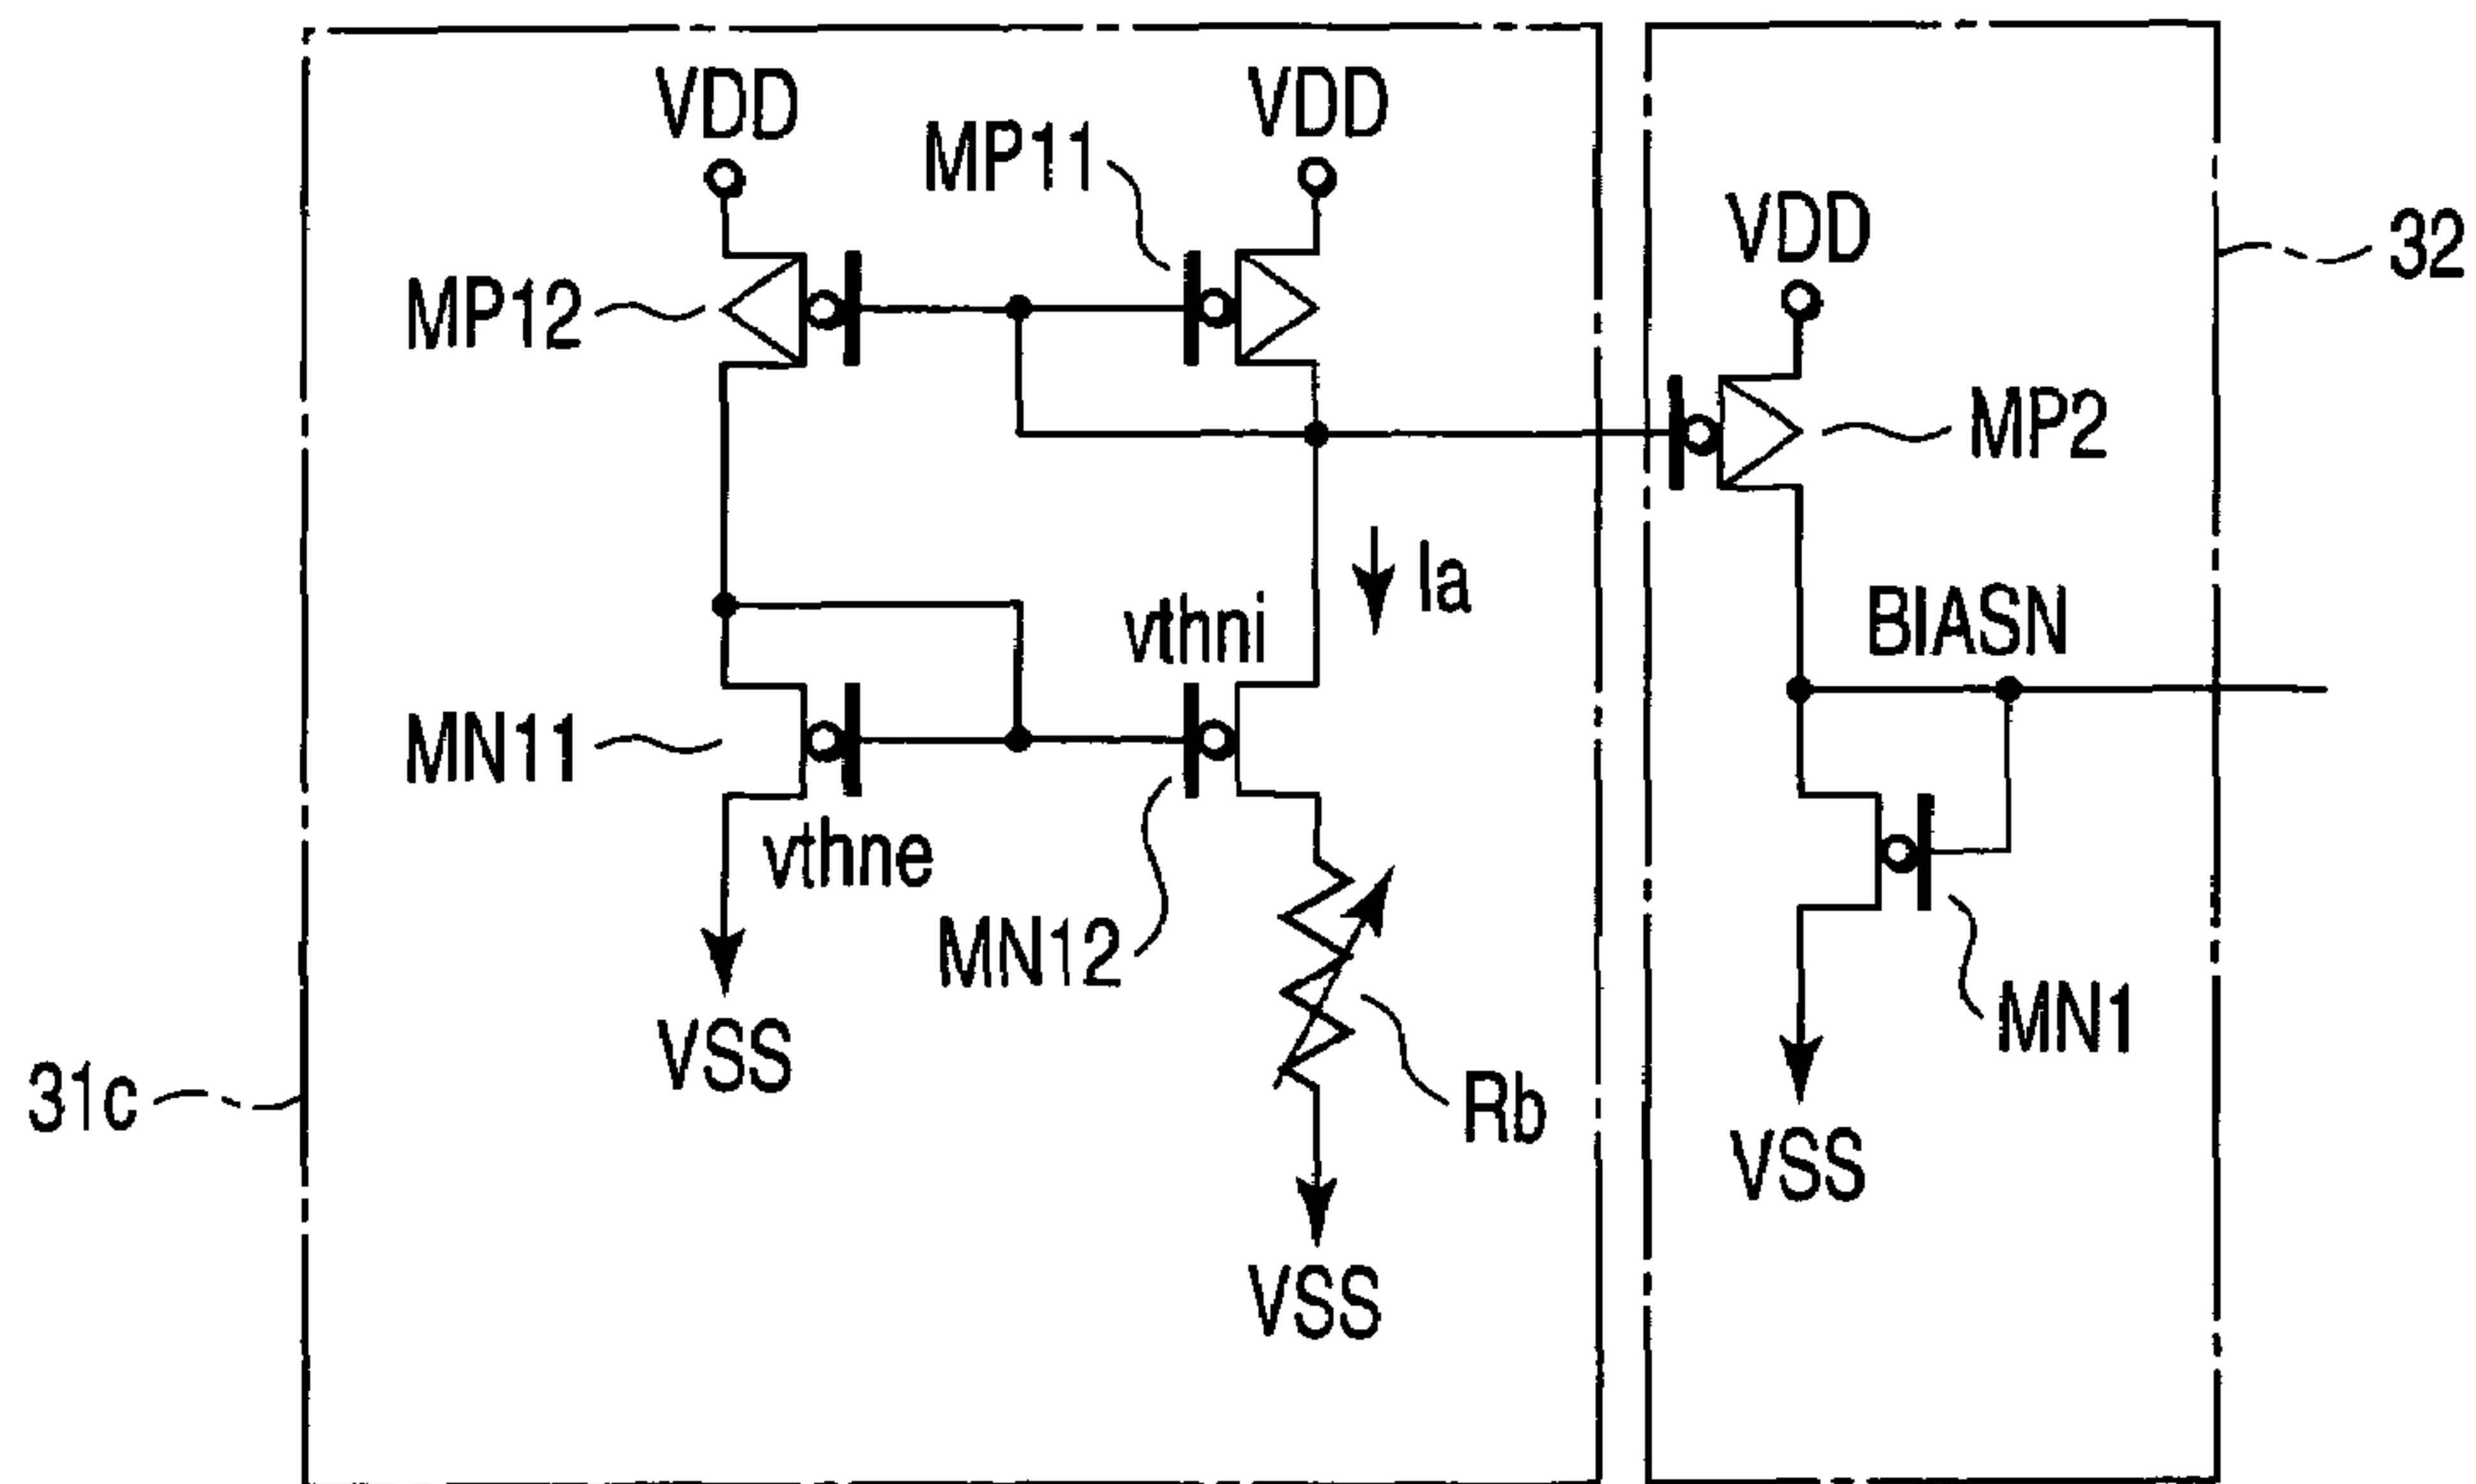 VDD
VDD
MP11
VDD
32
MP12
MP2
Ia
vthni
BIASN
MN11
vthne
MN12
MN1
VSS
31c
Rb
VSS
VSS